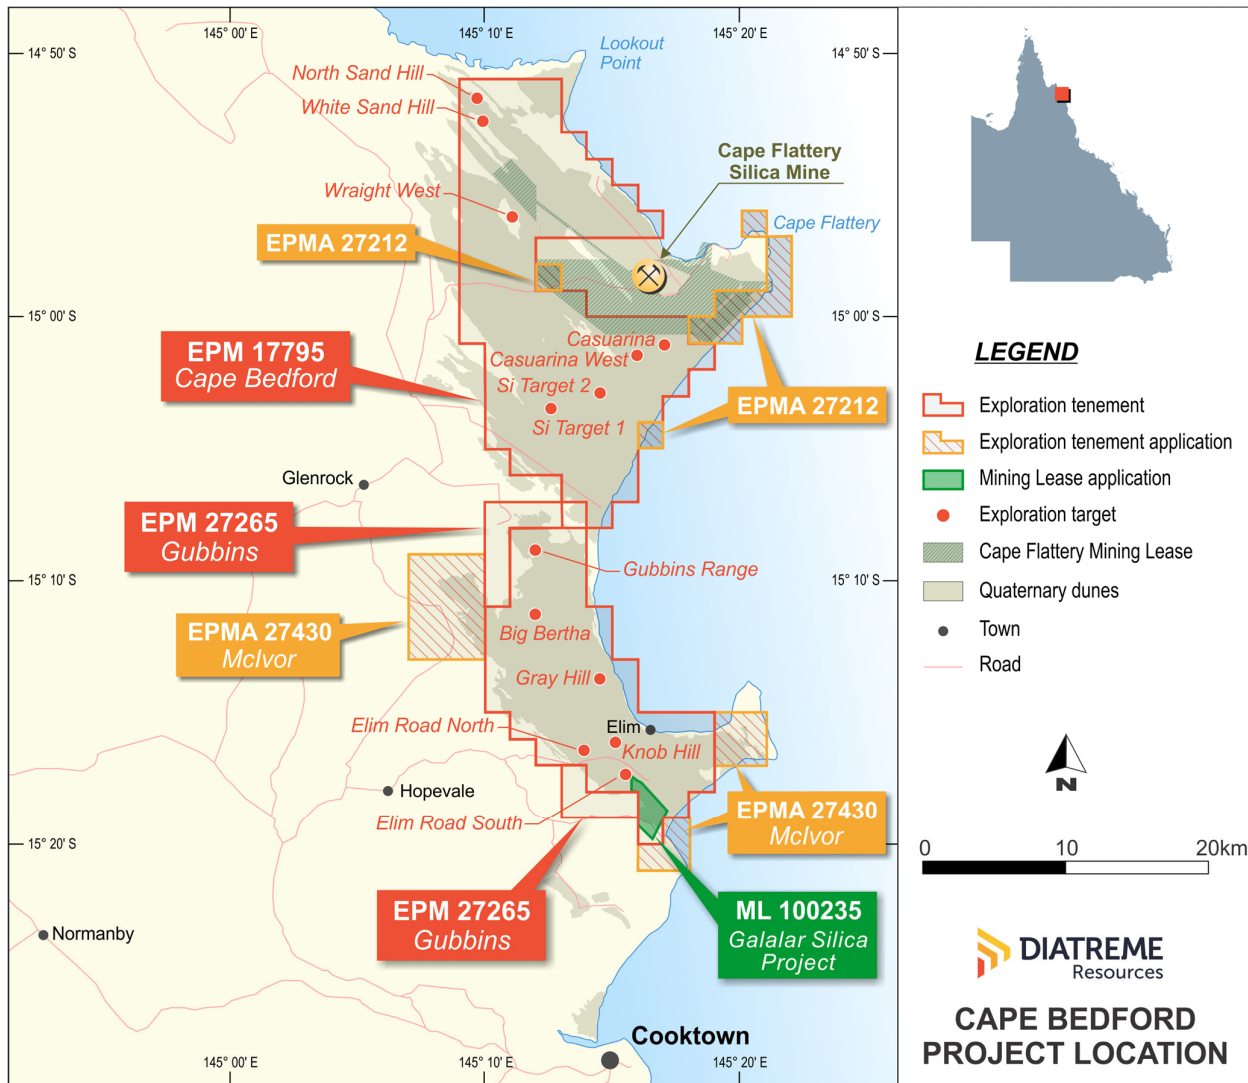 145° 00' E
145° 10' E
145° 20' E
14° 50' S
14° 50' S
Lookout
Point
North Sand Hill
White Sand Hill
Cape Flattery
Silica Mine
Wraight West
Cape Flattery
EPMA 27212
15° 00' S
15° 00' S
EPM 17795
Cape Bedford
Casuarina
Casuarina West
Si Target 2
Si Target 1
EPMA 27212
Glenrock
EPM 27265
Gubbins
Gubbins Range
15° 10' S
15° 10' S
EPMA 27430
McIvor
Big Bertha
Gray Hill
Elim Road North
Elim
Knob Hill
Hopevale
Elim Road South
EPMA 27430
McIvor
15° 20' S
15° 20' S
EPM 27265
Gubbins
ML 100235
Galalar Silica
Project
Normanby
Cooktown
145° 00' E
145° 10' E
145° 20' E
LEGEND
Exploration tenement
Exploration tenement application
Mining Lease application
Exploration target
Cape Flattery Mining Lease
Quaternary dunes
Town
Road
N
0 10 20km
DIATREME
Resources
CAPE BEDFORD
PROJECT LOCATION